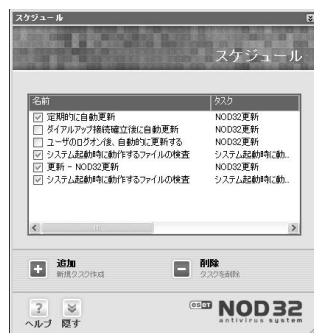 スケジュール
スケジュール
名前 タスク
定期的に自動更新 NOD32更新
ダイアルアップ接続確立後に自動更新 NOD32更新
ユーザのログオン後、自動的に更新する NOD32更新
システム起動時に動作するファイルの検査 システム起動時に動...
更新 - NOD32更新 NOD32更新
システム起動時に動作するファイルの検査 システム起動時に動...
追加 削除
新規タスク作成 タスクを削除
ヘルプ 隠す
eset NOD32
antivirus system